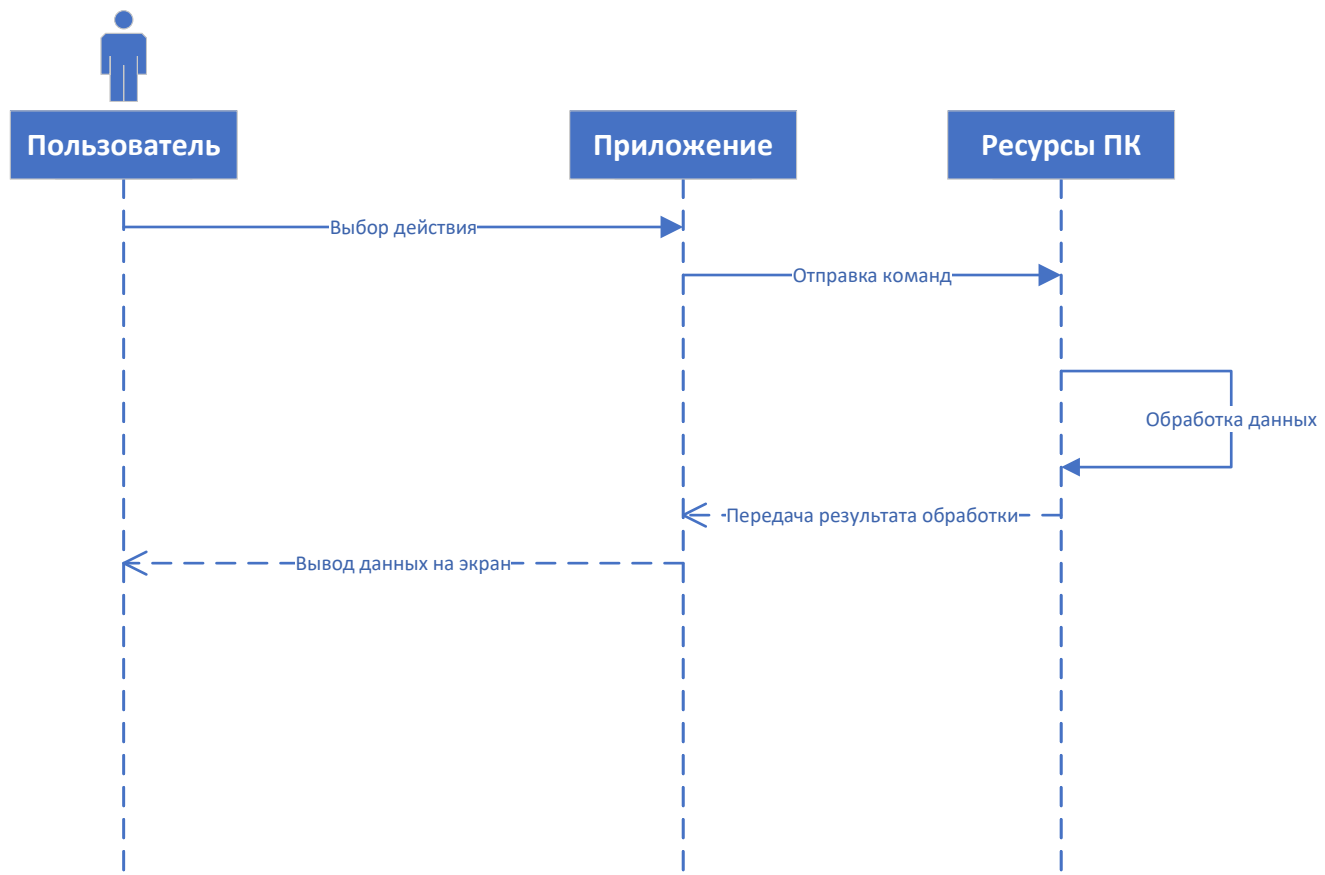 Пользователь
Приложение
Ресурсы ПК
Выбор действия
Отправка команд
Обработка данных
Передача результата обработки
Вывод данных на экран